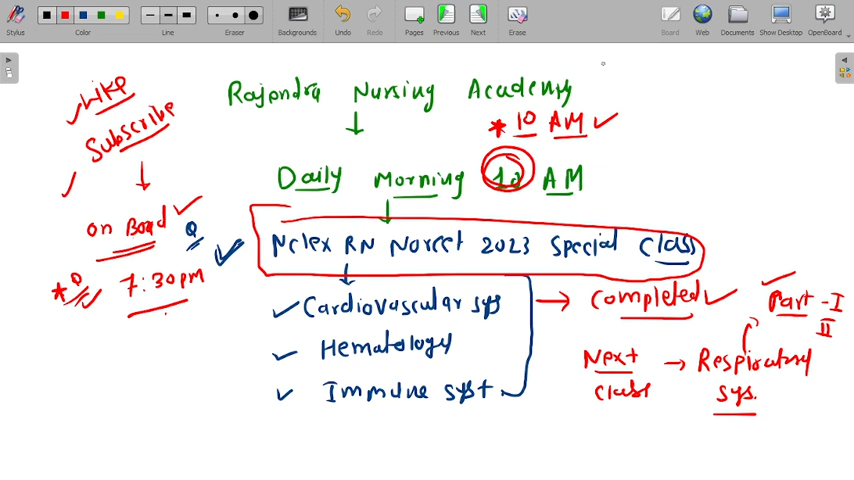 Stylus
Color
Line
Eraser
Backgrounds
Undo
Redo
Pages
Previous
Next
Erase
Board
Web
Documents
Show Desktop
OpenBoard
Like
Subscribe
on Board
Q
Q
7:30pm
Rajendra Nursing Academy
* 10 AM
Daily Morning 10 AM
Nclex RN Norcet 2023 Special Class
Cardiovascular sys
Hematology
Immune syst
Completed
Part - I
II
Next class
Respiratory sys.